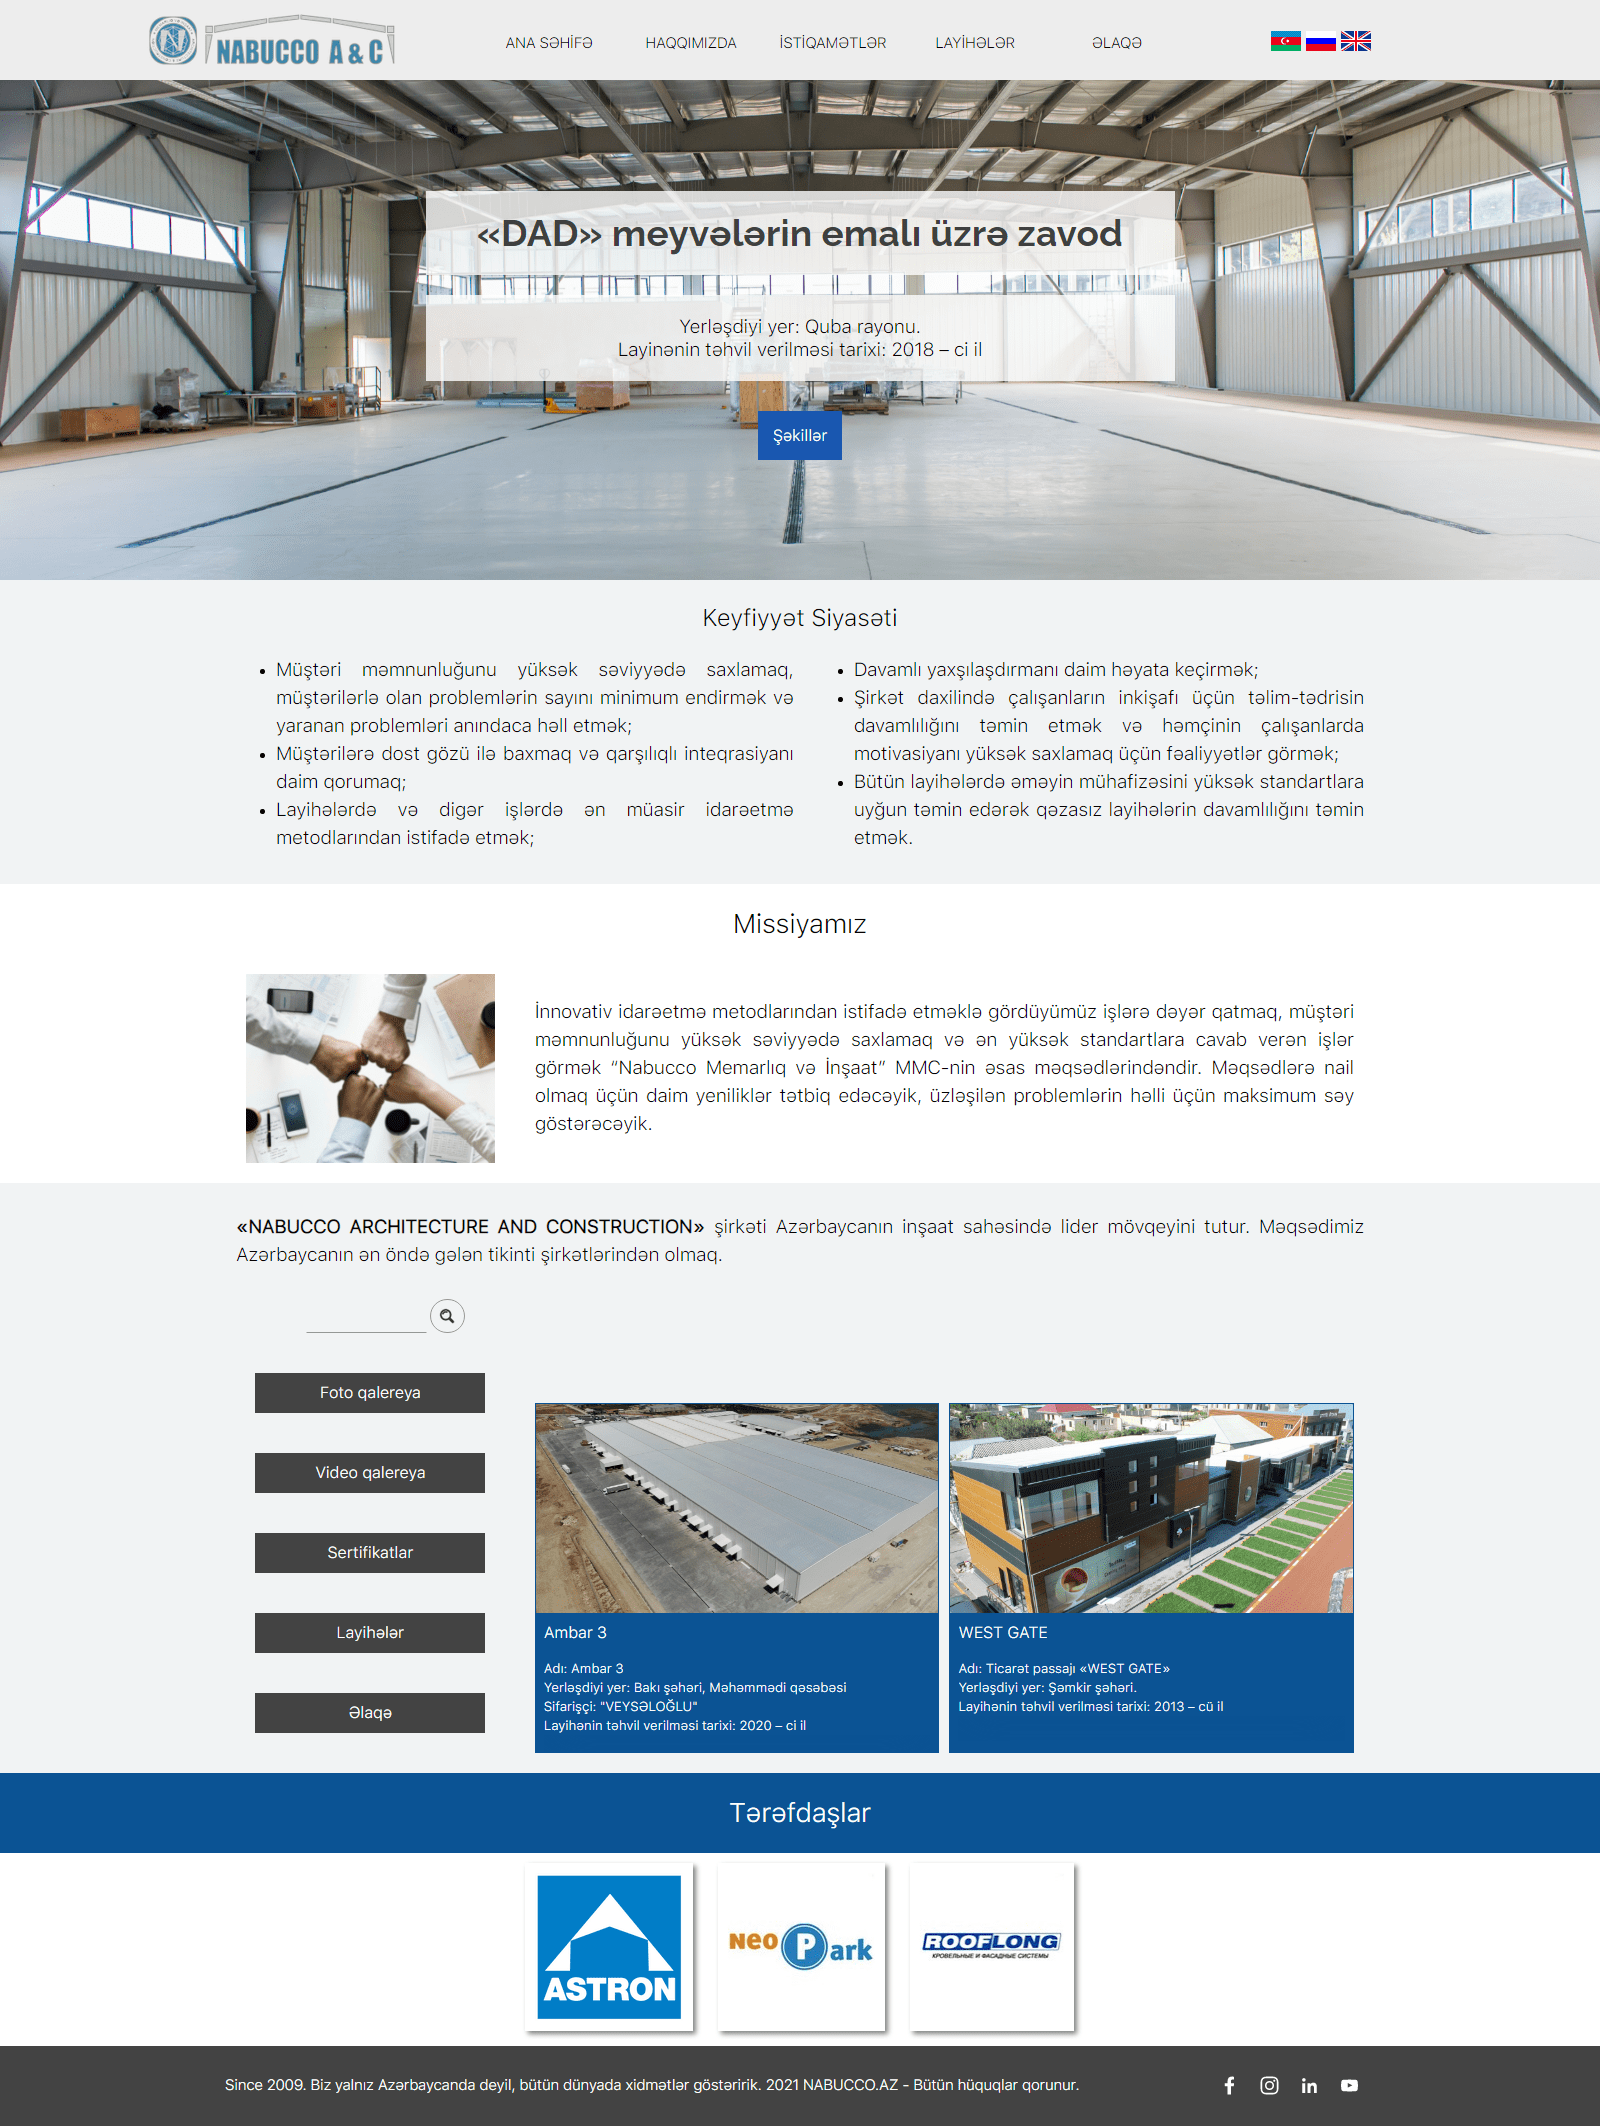 NABUCCO A & C
ANA SƏHİFƏ
HAQQIMIZDA
İSTİQAMƏTLƏR
LAYİHƏLƏR
ƏLAQƏ
«DAD» meyvələrin emalı üzrə zavod
Yerləşdiyi yer: Quba rayonu.
Layinənin təhvil verilməsi tarixi: 2018 – ci il
Şəkillər
Keyfiyyət Siyasəti
Müştəri məmnunluğunu yüksək səviyyədə saxlamaq,
müştərilərlə olan problemlərin sayını minimum endirmək və
yaranan problemləri anındaca həll etmək;
Müştərilərə dost gözü ilə baxmaq və qarşılıqlı inteqrasiyanı
daim qorumaq;
Layihələrdə və digər işlərdə ən müasir idarəetmə
metodlarından istifadə etmək;
Davamlı yaxşılaşdırmanı daim həyata keçirmək;
Şirkət daxilində çalışanların inkişafı üçün təlim-tədrisin
davamlılığını təmin etmək və həmçinin çalışanlarda
motivasiyanı yüksək saxlamaq üçün fəaliyyətlər görmək;
Bütün layihələrdə əməyin mühafizəsini yüksək standartlara
uyğun təmin edərək qəzasız layihələrin davamlılığını təmin
etmək.
Missiyamız
İnnovativ idarəetmə metodlarından istifadə etməklə gördüyümüz işlərə dəyər qatmaq, müştəri
məmnunluğunu yüksək səviyyədə saxlamaq və ən yüksək standartlara cavab verən işlər
görmək “Nabucco Memarlıq və İnşaat” MMC-nin əsas məqsədlərindəndir. Məqsədlərə nail
olmaq üçün daim yeniliklər tətbiq edəcəyik, üzləşilən problemlərin həlli üçün maksimum səy
göstərəcəyik.
«NABUCCO ARCHITECTURE AND CONSTRUCTION» şirkəti Azərbaycanın inşaat sahəsində lider mövqeyini tutur. Məqsədimiz
Azərbaycanın ən öndə gələn tikinti şirkətlərindən olmaq.
Foto qalereya
Video qalereya
Sertifikatlar
Layihələr
Əlaqə
Ambar 3
Adı: Ambar 3
Yerləşdiyi yer: Bakı şəhəri, Məhəmmədi qəsəbəsi
Sifarişçi: "VEYSƏLOĞLU"
Layihənin təhvil verilməsi tarixi: 2020 – ci il
WEST GATE
Adı: Ticarət passajı «WEST GATE»
Yerləşdiyi yer: Şəmkir şəhəri.
Layihənin təhvil verilməsi tarixi: 2013 – cü il
Tərəfdaşlar
ASTRON
Neo Park
ROOFLONG
КРОВЕЛЬНЫЕ И ФАСАДНЫЕ СИСТЕМЫ
Since 2009. Biz yalnız Azərbaycanda deyil, bütün dünyada xidmətlər göstəririk. 2021 NABUCCO.AZ - Bütün hüquqlar qorunur.